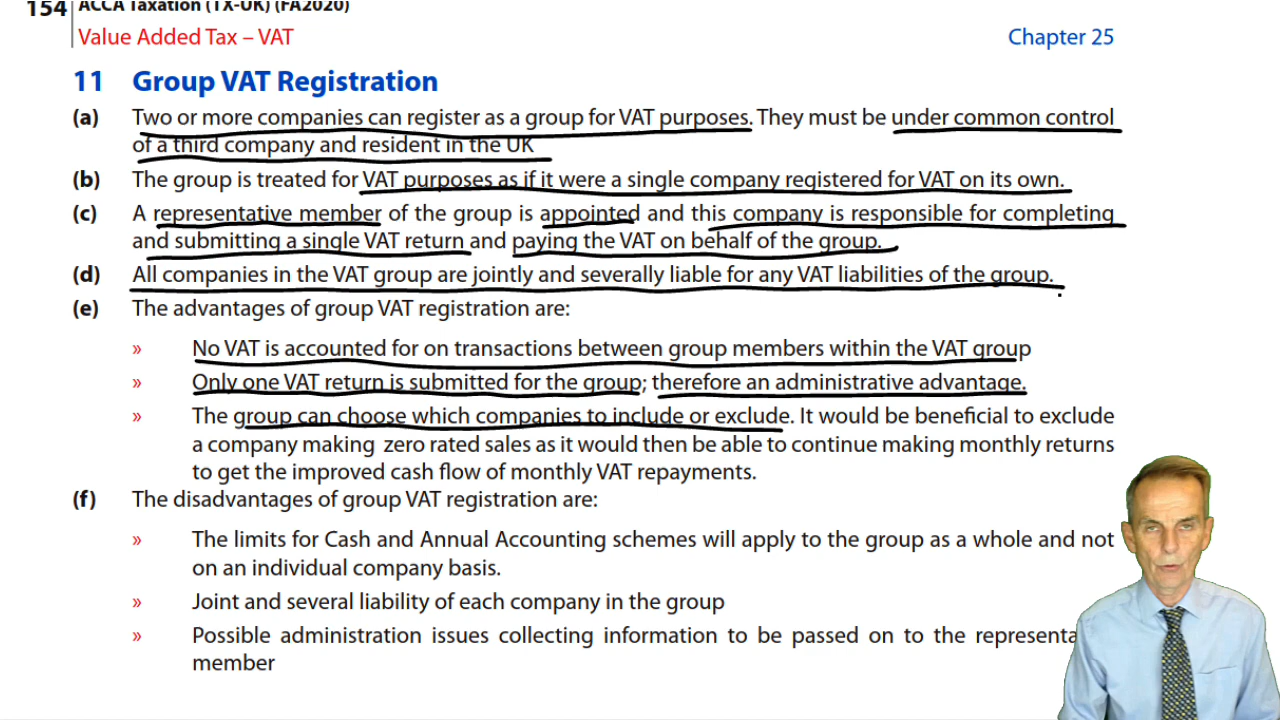 154 ACCA Taxation (TX-UK) (FA2020)
Value Added Tax – VAT Chapter 25
11 Group VAT Registration
(a) Two or more companies can register as a group for VAT purposes. They must be under common control
of a third company and resident in the UK
(b) The group is treated for VAT purposes as if it were a single company registered for VAT on its own.
(c) A representative member of the group is appointed and this company is responsible for completing
and submitting a single VAT return and paying the VAT on behalf of the group.
(d) All companies in the VAT group are jointly and severally liable for any VAT liabilities of the group.
(e) The advantages of group VAT registration are:
» No VAT is accounted for on transactions between group members within the VAT group
» Only one VAT return is submitted for the group; therefore an administrative advantage.
» The group can choose which companies to include or exclude. It would be beneficial to exclude
a company making zero rated sales as it would then be able to continue making monthly returns
to get the improved cash flow of monthly VAT repayments.
(f) The disadvantages of group VAT registration are:
» The limits for Cash and Annual Accounting schemes will apply to the group as a whole and not
on an individual company basis.
» Joint and several liability of each company in the group
» Possible administration issues collecting information to be passed on to the
member